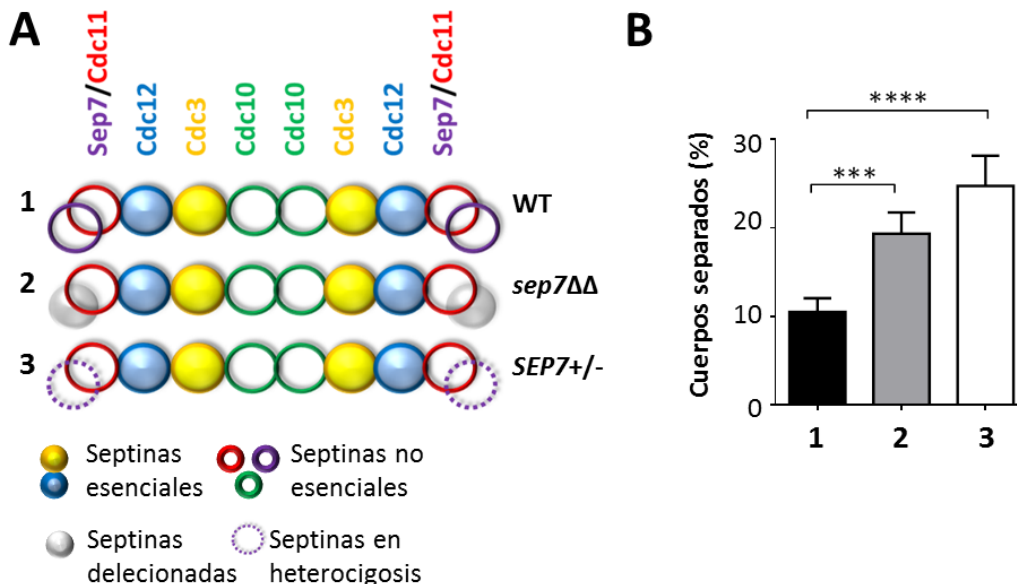 A
Sep7/Cdc11
Cdc12
Cdc3
Cdc10
Cdc10
Cdc3
Cdc12
Sep7/Cdc11
1
WT
2
sep7ΔΔ
3
SEP7+/-
Septinas
esenciales
Septinas no
esenciales
Septinas
delecionadas
Septinas en
heterocigosis
B
Cuerpos separados (%)
30
20
10
0
****
***
1 2 3